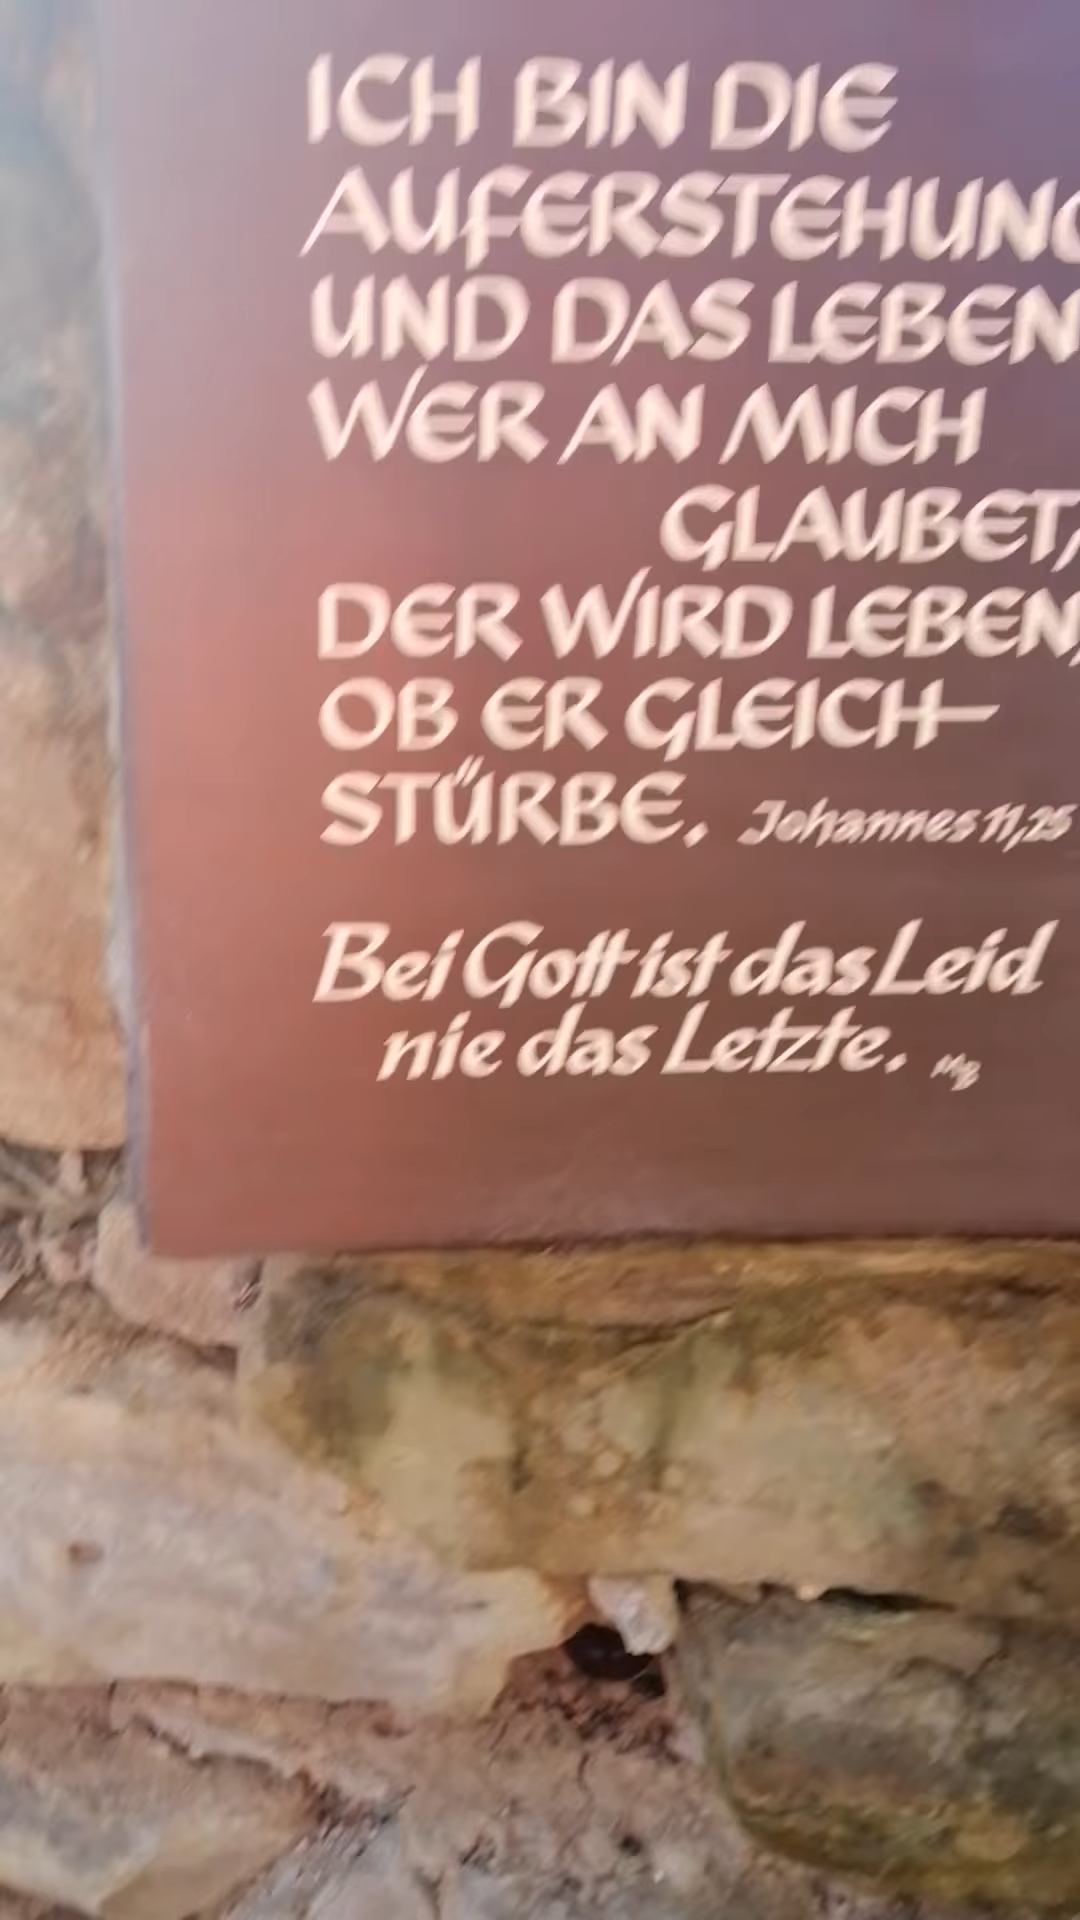 ICH BIN DIE
AUFERSTEHUNG
UND DAS LEBEN
WER AN MICH
GLAUBET,
DER WIRD LEBEN,
OB ER GLEICH
STÜRBE. Johannes 11,25
Bei Gott ist das Leid
nie das Letzte. MB